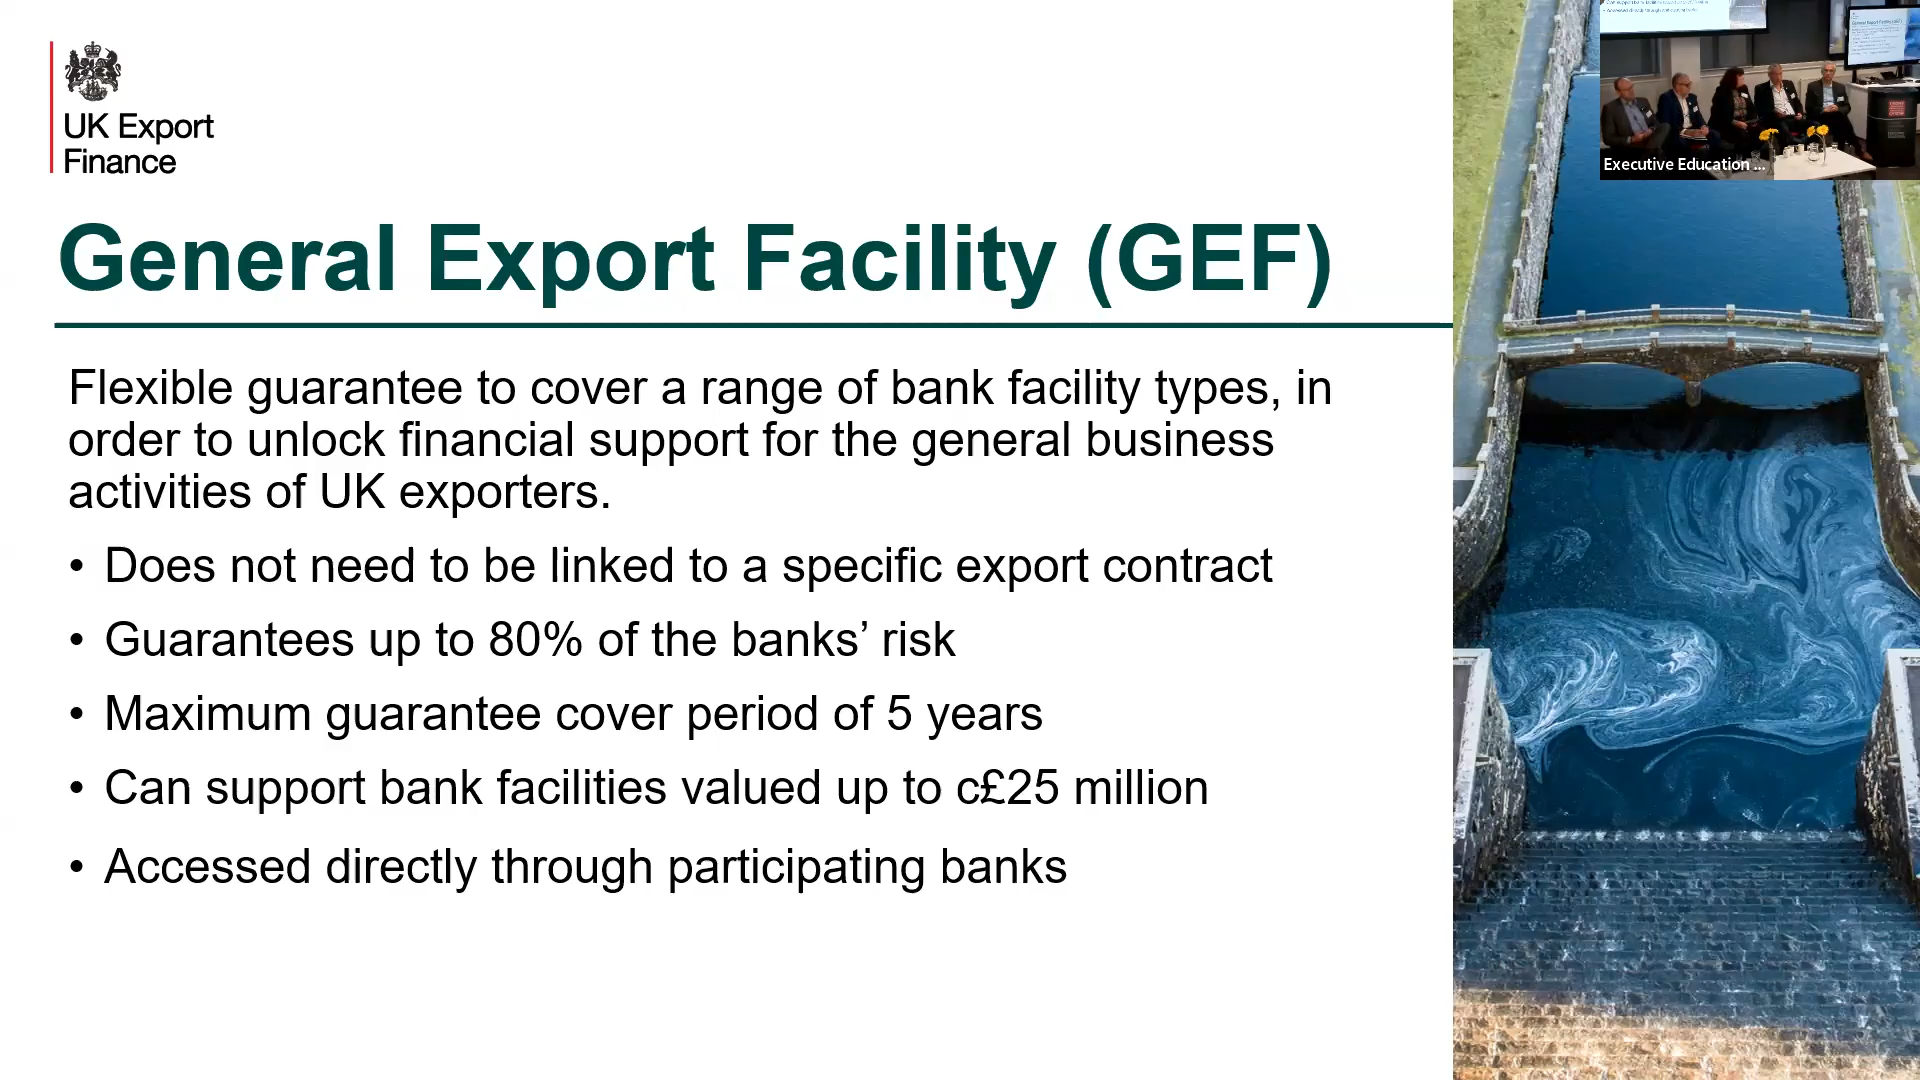 UK Export
Finance
General Export Facility (GEF)
Flexible guarantee to cover a range of bank facility types, in
order to unlock financial support for the general business
activities of UK exporters.
• Does not need to be linked to a specific export contract
• Guarantees up to 80% of the banks’ risk
• Maximum guarantee cover period of 5 years
• Can support bank facilities valued up to c£25 million
• Accessed directly through participating banks
Executive Education ...